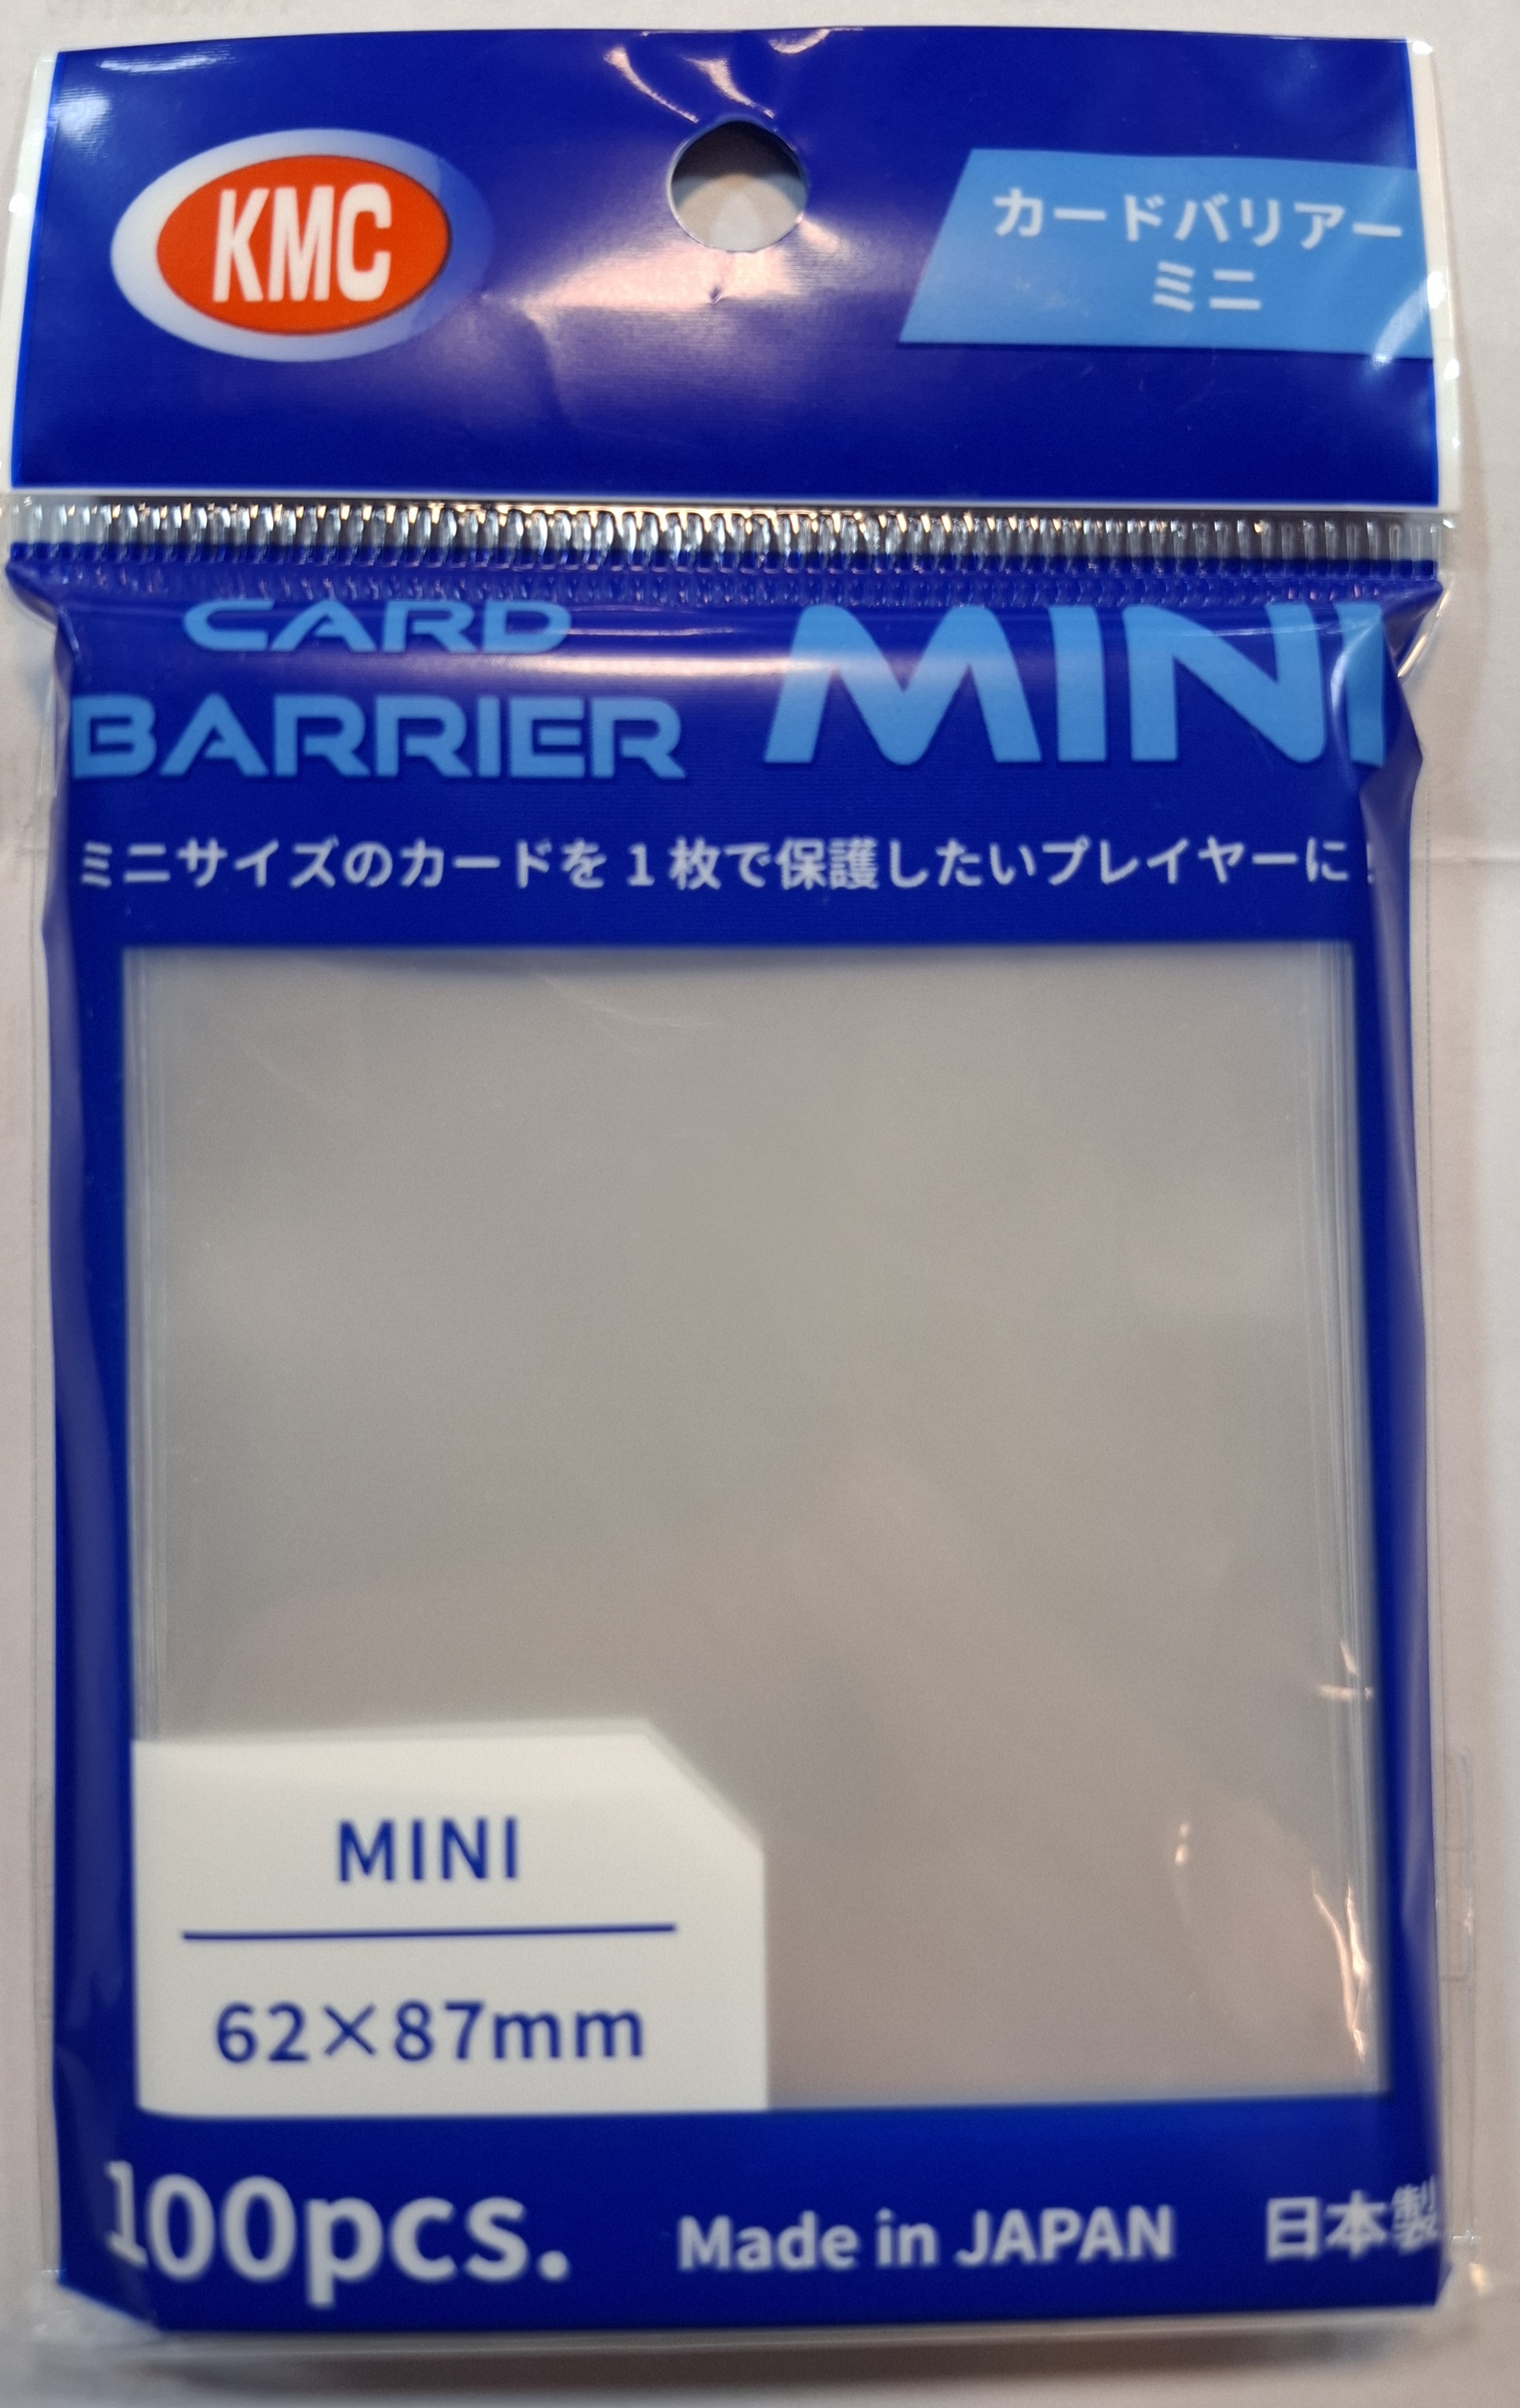 KMC
カードバリアー
ミニ
CARD
BARRIER
MINI
ミニサイズのカードを1枚で保護したいプレイヤーに!
MINI
62×87mm
100pcs.
Made in JAPAN
日本製